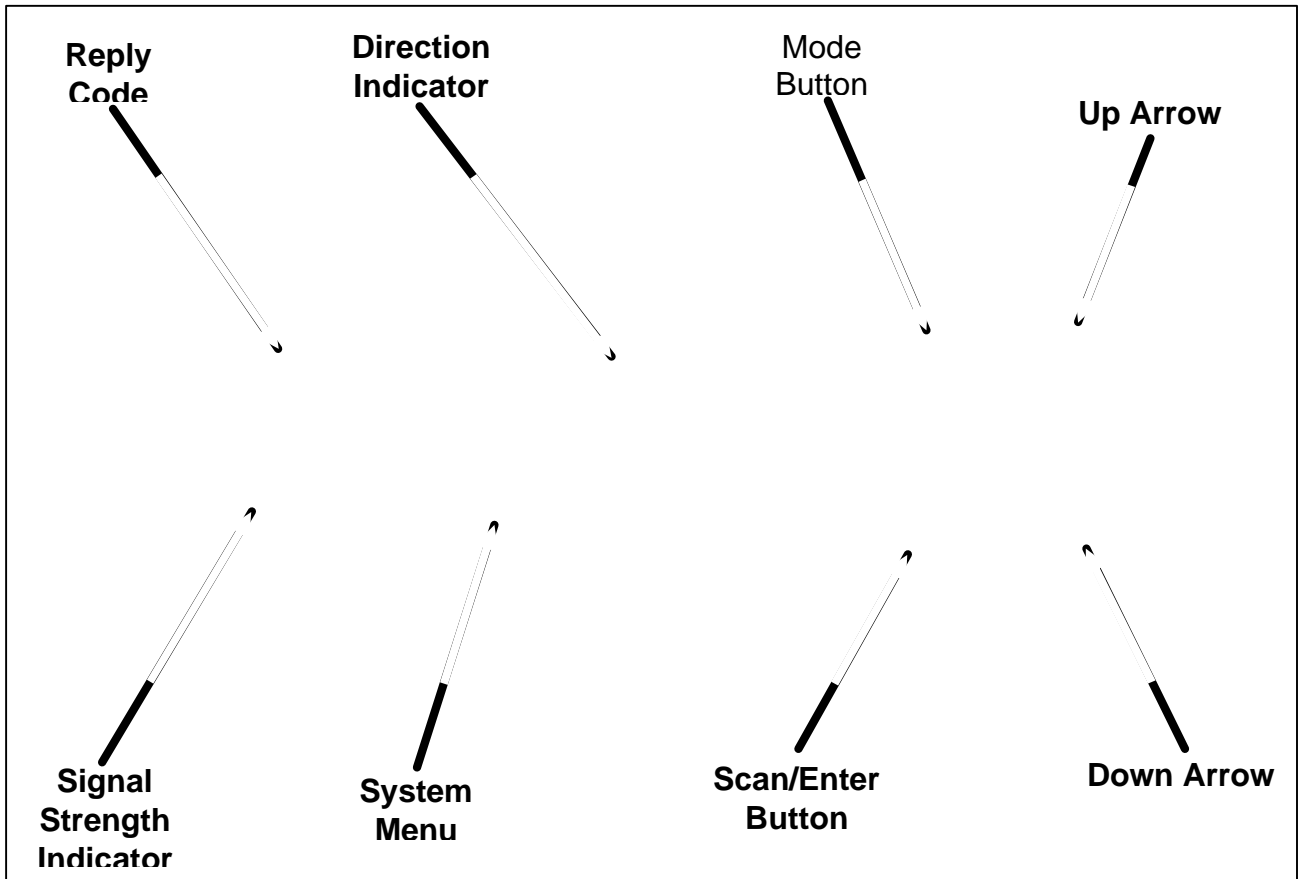 Reply
Code
Direction
Indicator
Mode
Button
Up Arrow
Signal
Strength
Indicator
System
Menu
Scan/Enter
Button
Down Arrow